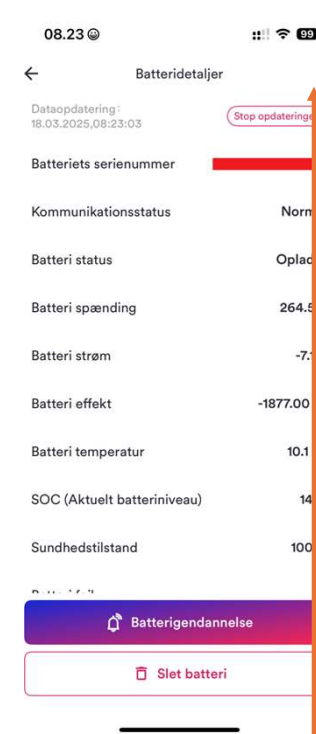 08.23 99
Batteridetaljer
Dataopdatering:
18.03.2025,08:23:03
Stop opdateringe
Batteriets serienummer
Kommunikationsstatus Norm
Batteri status Oplad
Batteri spænding 264.5
Batteri strøm -7.1
Batteri effekt -1877.00
Batteri temperatur 10.1
SOC (Aktuelt batteriniveau) 14
Sundhedstilstand 100
Batterigendannelse
Slet batteri